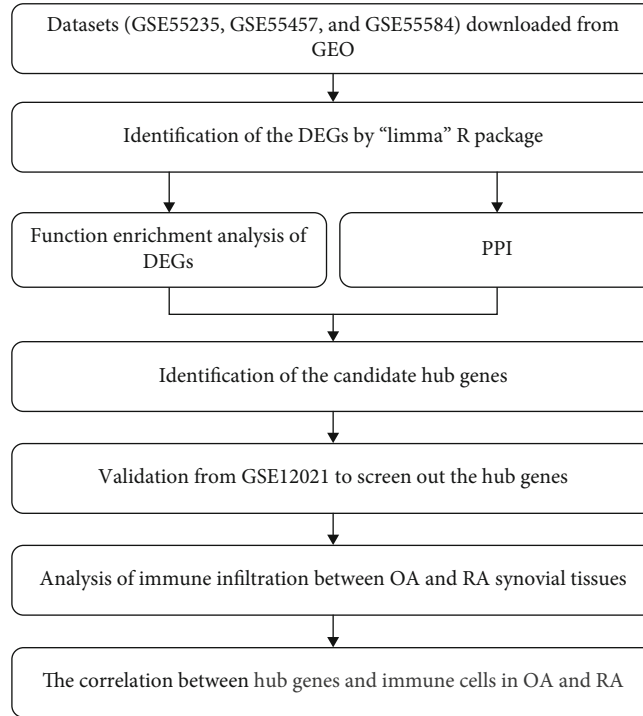 Datasets (GSE55235, GSE55457, and GSE55584) downloaded from
GEO
Identification of the DEGs by “limma” R package
Function enrichment analysis of
DEGs
PPI
Identification of the candidate hub genes
Validation from GSE12021 to screen out the hub genes
Analysis of immune infiltration between OA and RA synovial tissues
The correlation between hub genes and immune cells in OA and RA